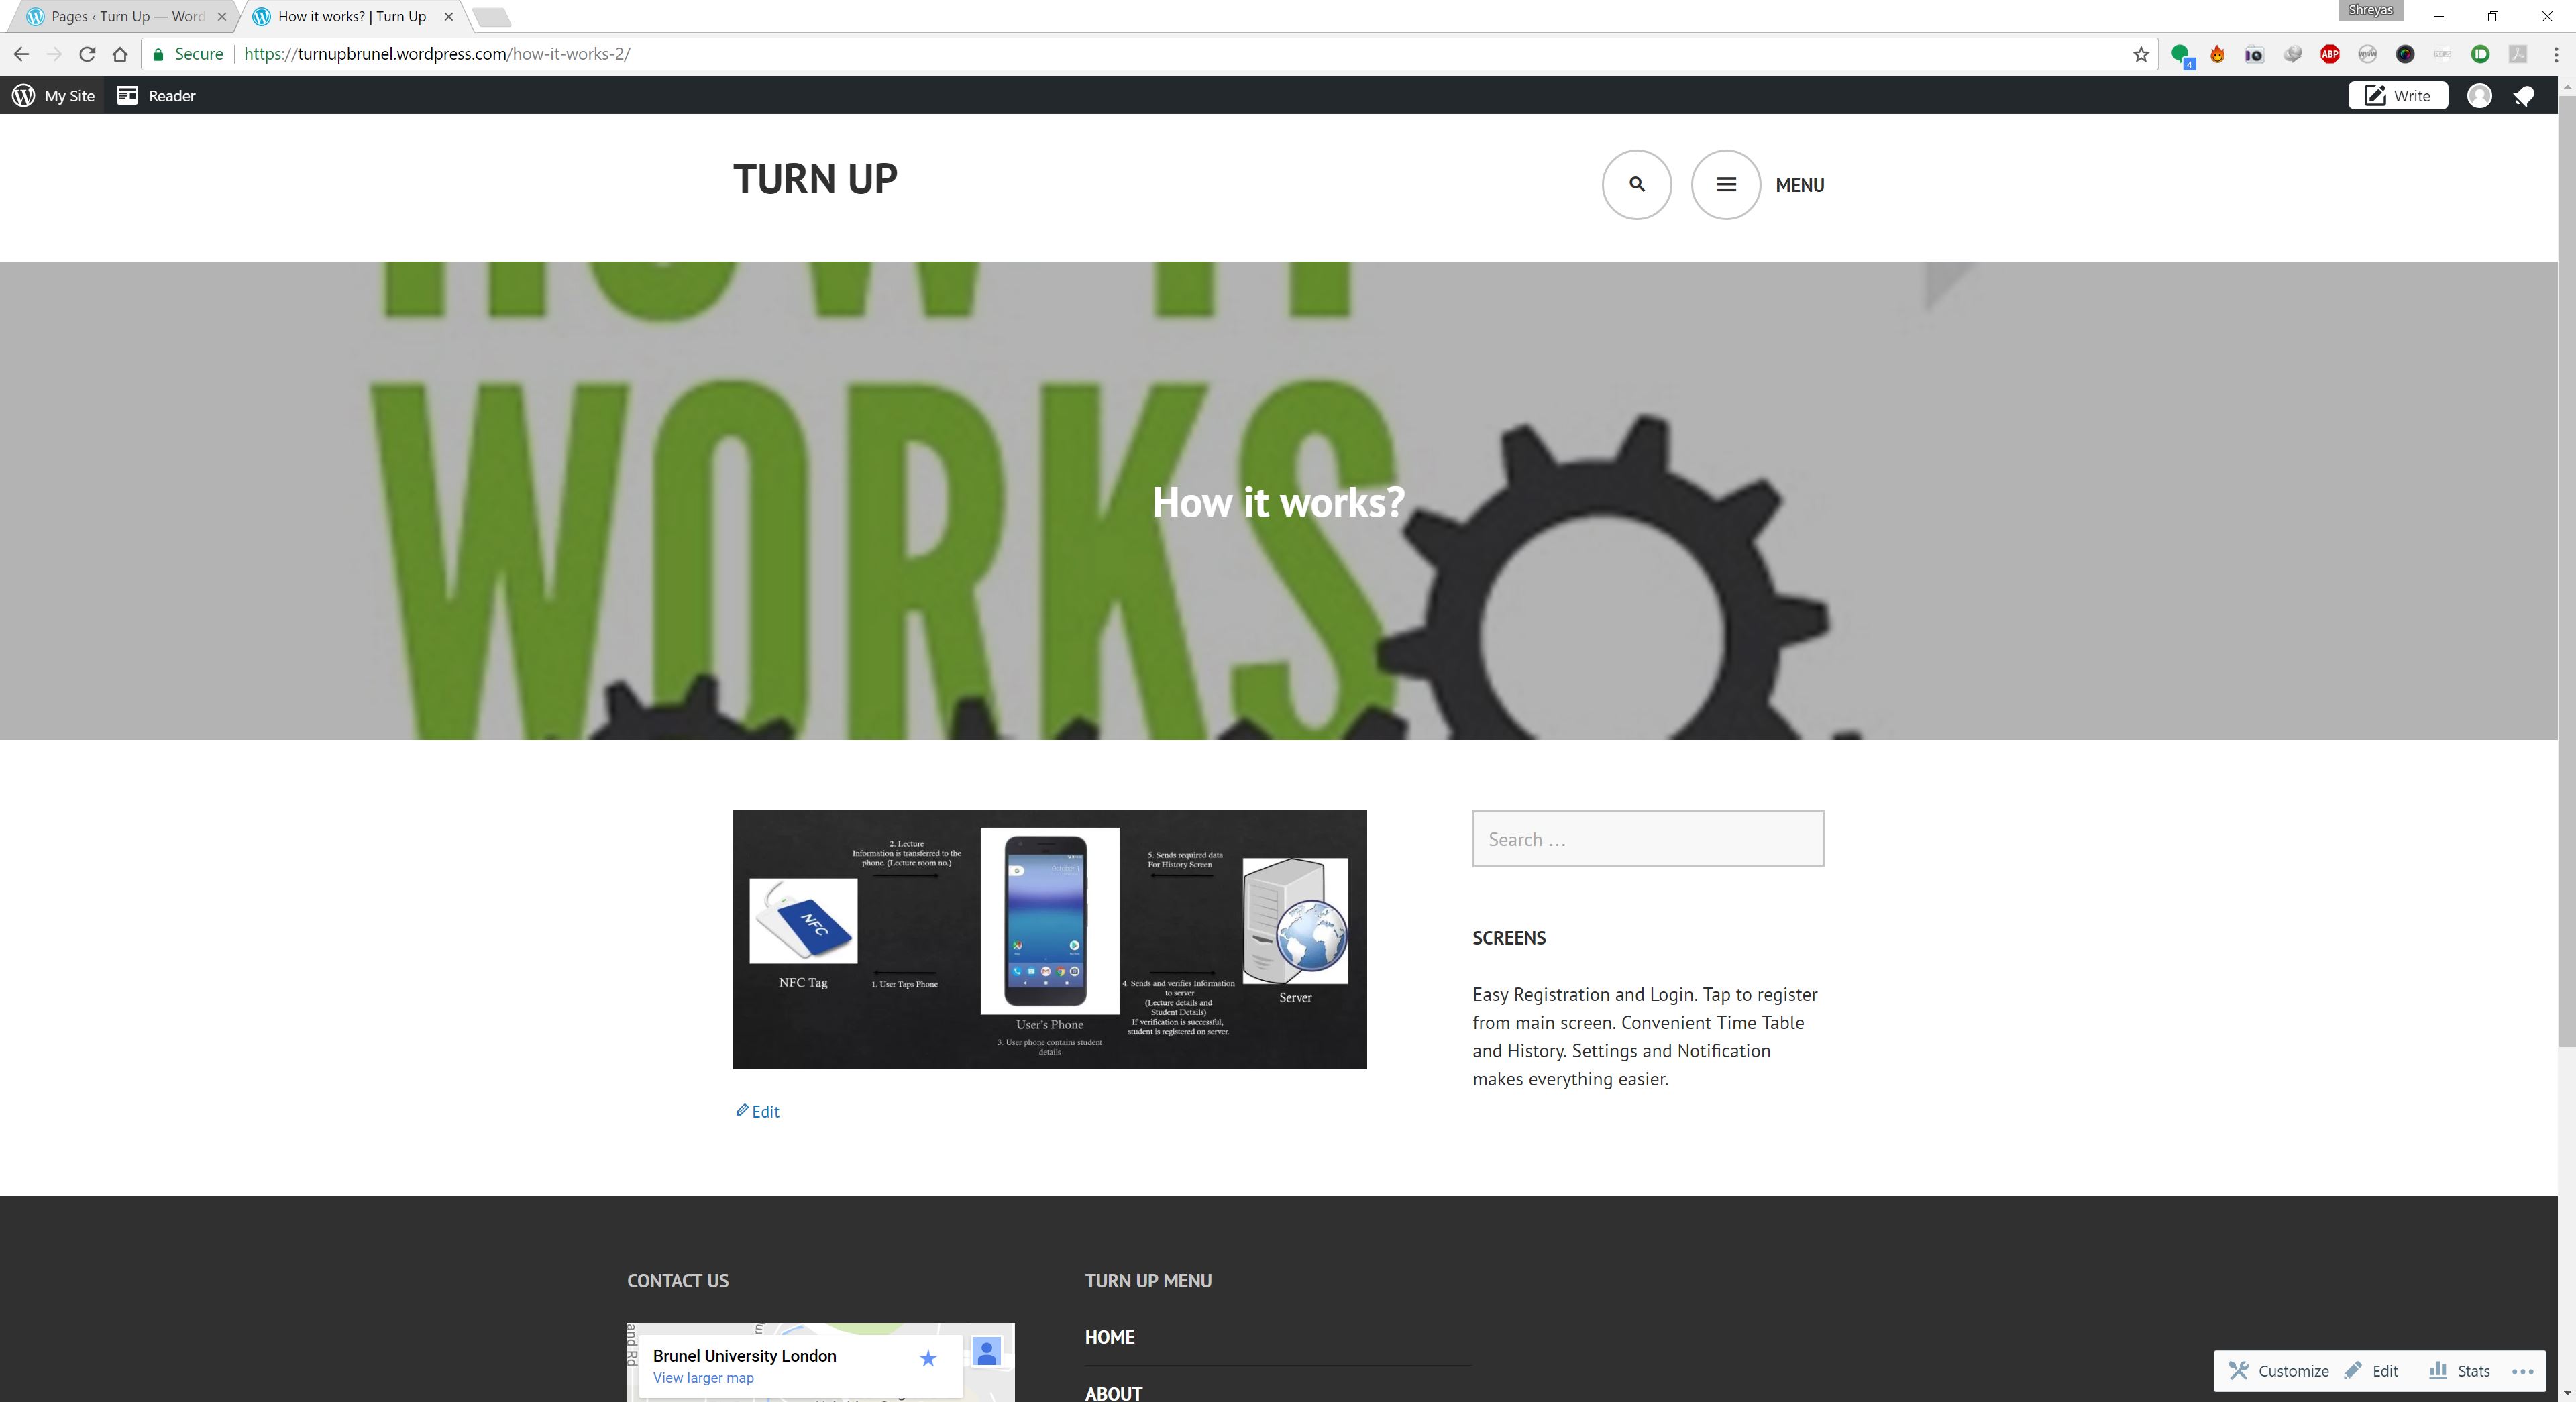 Pages ‹ Turn Up — Word
How it works? | Turn Up
Shreyas
Secure
https://turnupbrunel.wordpress.com/how-it-works-2/
4
ABP
My Site
Reader
Write
TURN UP
MENU
WORKS
How it works?
2. Lecture
Information is transferred to the
phone. (Lecture room no.)
NFC
NFC Tag
1. User Taps Phone
User's Phone
3. User phone contains student
details
5. Sends required data
For History Screen
4. Sends and verifies Information
to server
(Lecture details and
Student Details)
If verification is successful,
student is registered on server.
Server
Edit
Search …
SCREENS
Easy Registration and Login. Tap to register
from main screen. Convenient Time Table
and History. Settings and Notification
makes everything easier.
CONTACT US
Brunel University London
View larger map
TURN UP MENU
HOME
ABOUT
Customize
Edit
Stats